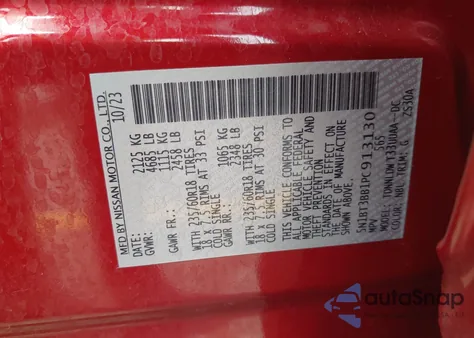 MFD BY NISSAN MOTOR CO., LTD.
10/23
GVWR: 2125 KG
4685 LB
GAWR FR: 1115 KG
2458 LB
WITH 235/60R18 TIRES,
18 X 7.5 RIMS AT 33 PSI
COLD SINGLE
GAWR RR: 1065 KG
2348 LB
WITH 235/60R18 TIRES,
18 X 7.5 RIMS AT 30 PSI
COLD SINGLE
THIS VEHICLE CONFORMS TO
ALL APPLICABLE FEDERAL
MOTOR VEHICLE SAFETY AND
THEFT PREVENTION
STANDARDS IN EFFECT ON
THE DATE OF MANUFACTURE
SHOWN ABOVE.
913130
MPV
COLOR: NBL TRIM: G
2S30A
autoSnap